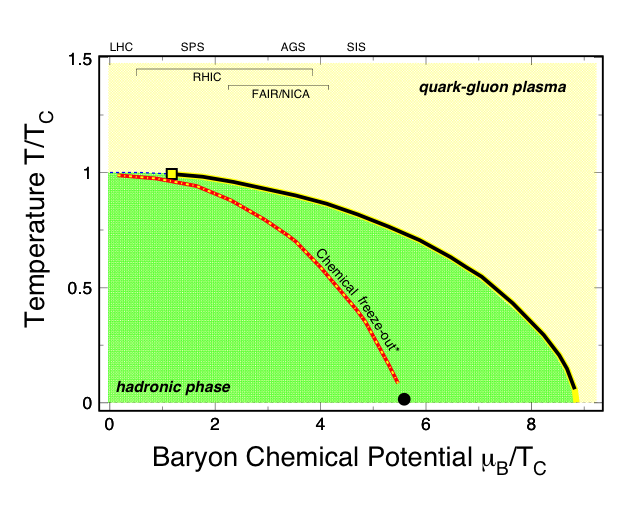 LHC SPS AGS SIS
RHIC
FAIR/NICA
quark-gluon plasma
Chemical freeze-out*
hadronic phase
1.5
1
0.5
0
0 2 4 6 8
Temperature T/T_C
Baryon Chemical Potential μ_B/T_C